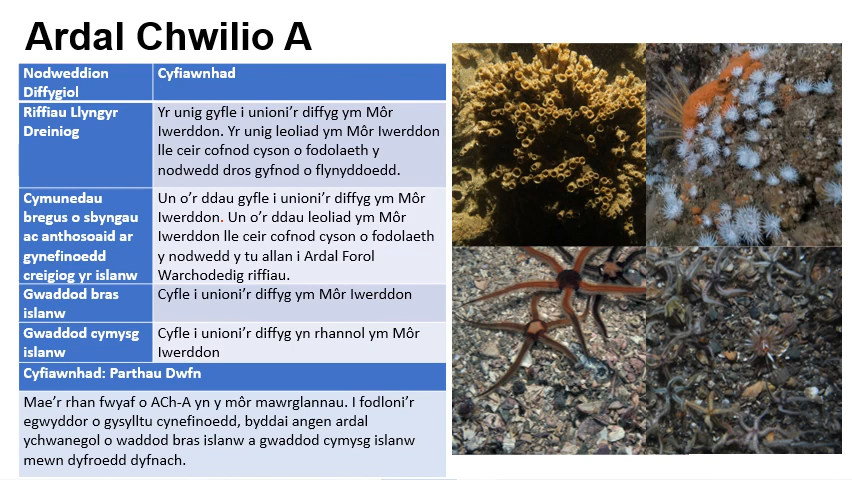 Ardal Chwilio A
Nodweddion
Diffygiol
Cyfiawnhad
Riffiau Llyngyr
Dreiniog
Yr unig gyfle i unioni’r diffyg ym Môr
Iwerddon. Yr unig leoliad ym Môr Iwerddon
lle ceir cofnod cyson o fodolaeth y
nodwedd dros gyfnod o flynyddoedd.
Cymunedau
bregus o sbyngau
ac anthosoaid ar
gynefinoedd
creigiog yr islanw
Un o’r ddau gyfle i unioni’r diffyg ym Môr
Iwerddon. Un o’r ddau leoliad ym Môr
Iwerddon lle ceir cofnod cyson o fodolaeth
y nodwedd y tu allan i Ardal Forol
Warchodedig riffiau.
Gwaddod bras
islanw
Cyfle i unioni’r diffyg ym Môr Iwerddon
Gwaddod cymysg
islanw
Cyfle i unioni’r diffyg yn rhannol ym Môr
Iwerddon
Cyfiawnhad: Parthau Dwfn
Mae’r rhan fwyaf o ACh-A yn y môr mawrglannau. I fodloni’r
egwyddor o gysylltu cynefinoedd, byddai angen ardal
ychwanegol o waddod bras islanw a gwaddod cymysg islanw
mewn dyfroedd dyfnach.